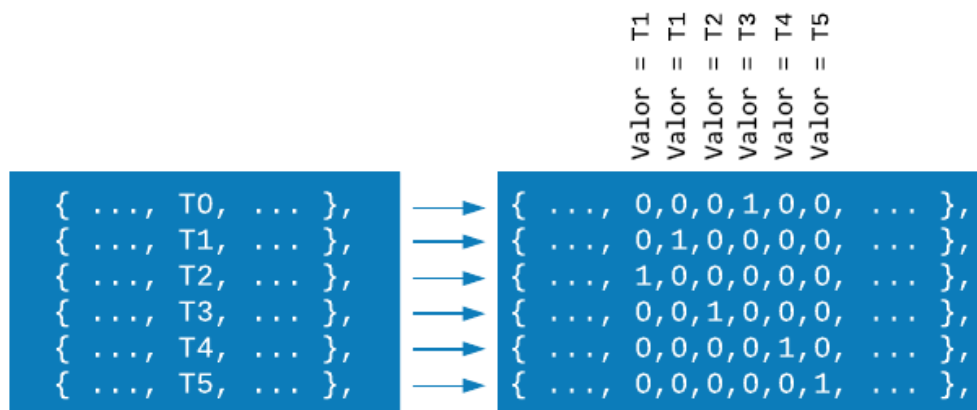 Valor = T1
Valor = T1
Valor = T2
Valor = T3
Valor = T4
Valor = T5
{ ..., T0, ... },
{ ..., T1, ... },
{ ..., T2, ... },
{ ..., T3, ... },
{ ..., T4, ... },
{ ..., T5, ... },
{ ..., 0,0,0,1,0,0, ... },
{ ..., 0,1,0,0,0,0, ... },
{ ..., 1,0,0,0,0,0, ... },
{ ..., 0,0,1,0,0,0, ... },
{ ..., 0,0,0,0,1,0, ... },
{ ..., 0,0,0,0,0,1, ... },